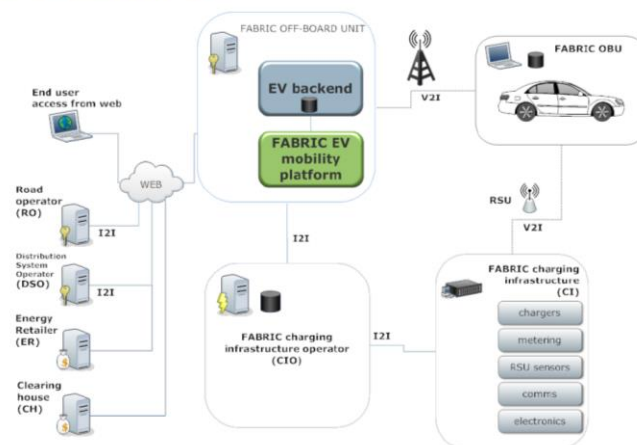 FABRIC OFF-BOARD UNIT
EV backend
FABRIC EV
mobility
platform
V2I
FABRIC OBU
End user
access from web
WEB
Road
operator
(RO)
I2I
Distribution
System
Operator
(DSO)
I2I
Energy
Retailer
(ER)
Clearing
house
(CH)
I2I
FABRIC charging
infrastructure operator
(CIO)
I2I
RSU
V2I
FABRIC charging
infrastructure
(CI)
chargers
metering
RSU sensors
comms
electronics